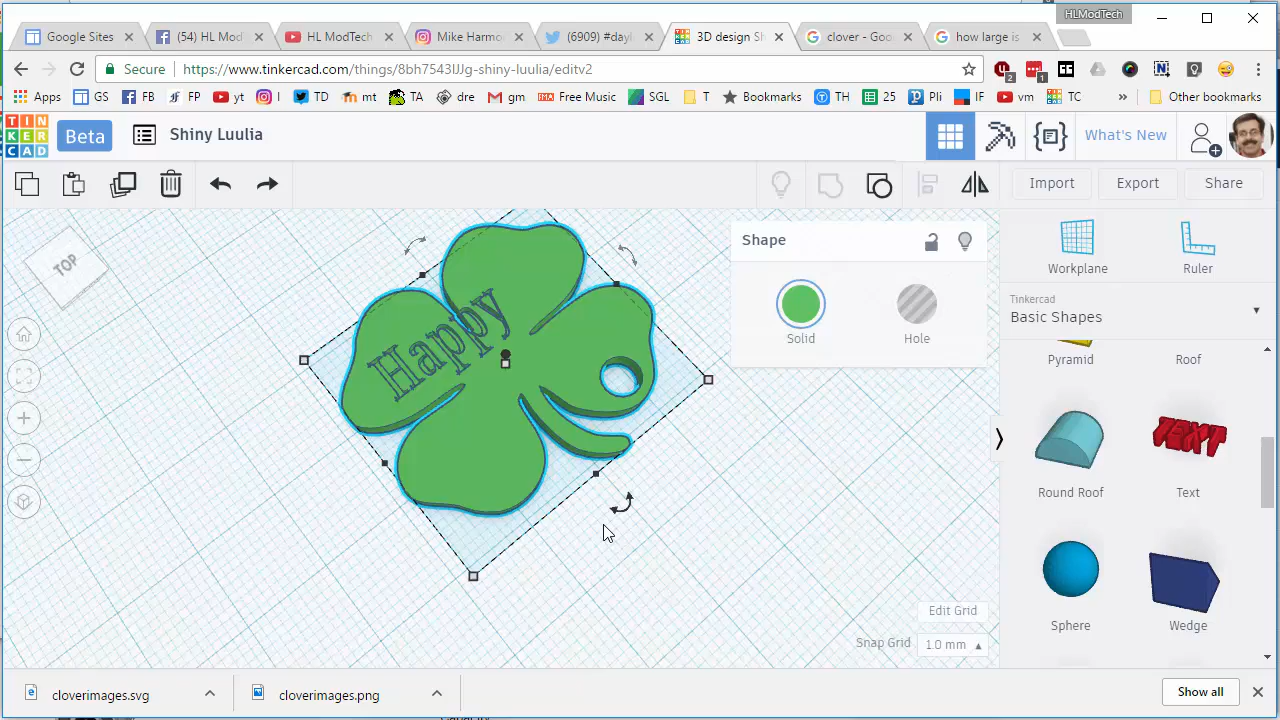 HLModTech
Google Sites
(54) HL Mod
HL ModTech
Mike Harmo
(6909) #dayl
3D design Sh
clover - Goo
how large is
Secure
https://www.tinkercad.com/things/8bh7543lJJg-shiny-luulia/editv2
2
1
Apps
GS
FB
FP
yt
I
TD
mt
TA
dre
gm
Free Music
SGL
T
Bookmarks
TH
25
Pli
IF
vm
TC
»
Other bookmarks
TIN
KER
CAD
Beta
Shiny Luulia
What's New
Import
Export
Share
TOP
Happy
Shape
Solid
Hole
Workplane
Ruler
Tinkercad
Basic Shapes
Pyramid
Roof
TEXT
Round Roof
Text
Sphere
Wedge
Edit Grid
Snap Grid
1.0 mm
cloverimages.svg
cloverimages.png
Show all